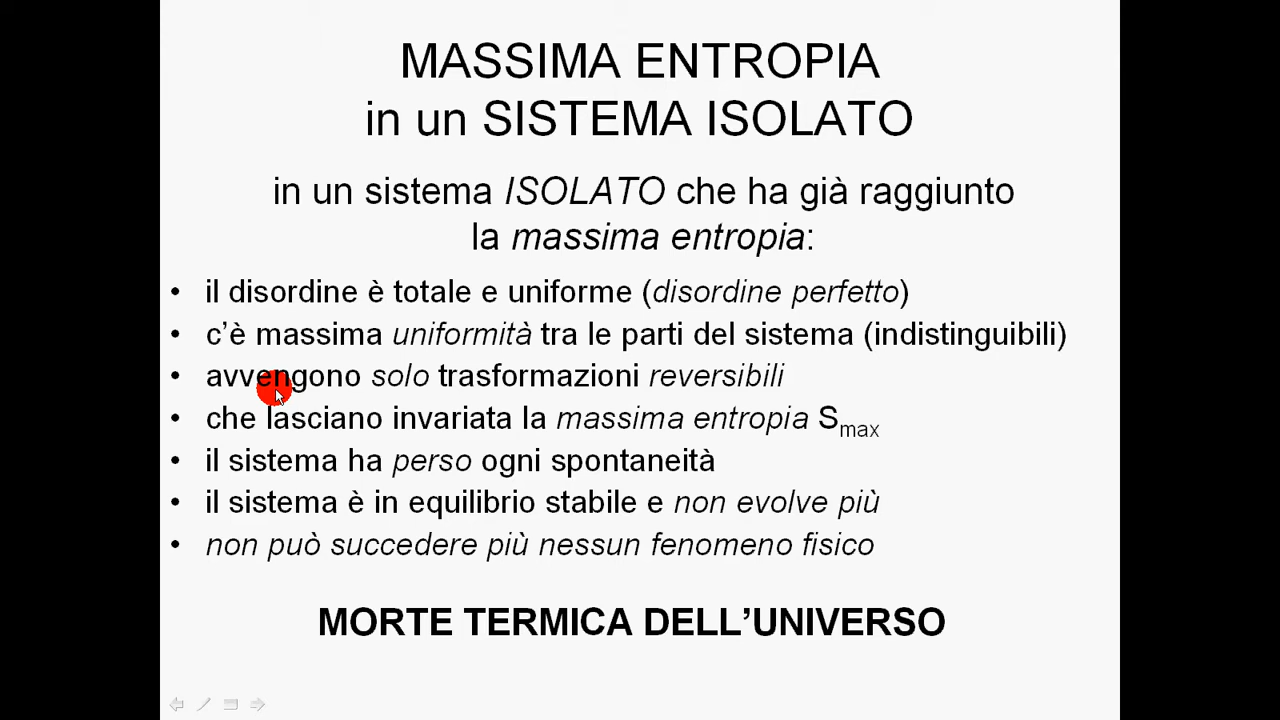 MASSIMA ENTROPIA
in un SISTEMA ISOLATO
in un sistema ISOLATO che ha già raggiunto
la massima entropia:
• il disordine è totale e uniforme (disordine perfetto)
• c’è massima uniformità tra le parti del sistema (indistinguibili)
• avvengono solo trasformazioni reversibili
• che lasciano invariata la massima entropia Smax
• il sistema ha perso ogni spontaneità
• il sistema è in equilibrio stabile e non evolve più
• non può succedere più nessun fenomeno fisico
MORTE TERMICA DELL’UNIVERSO